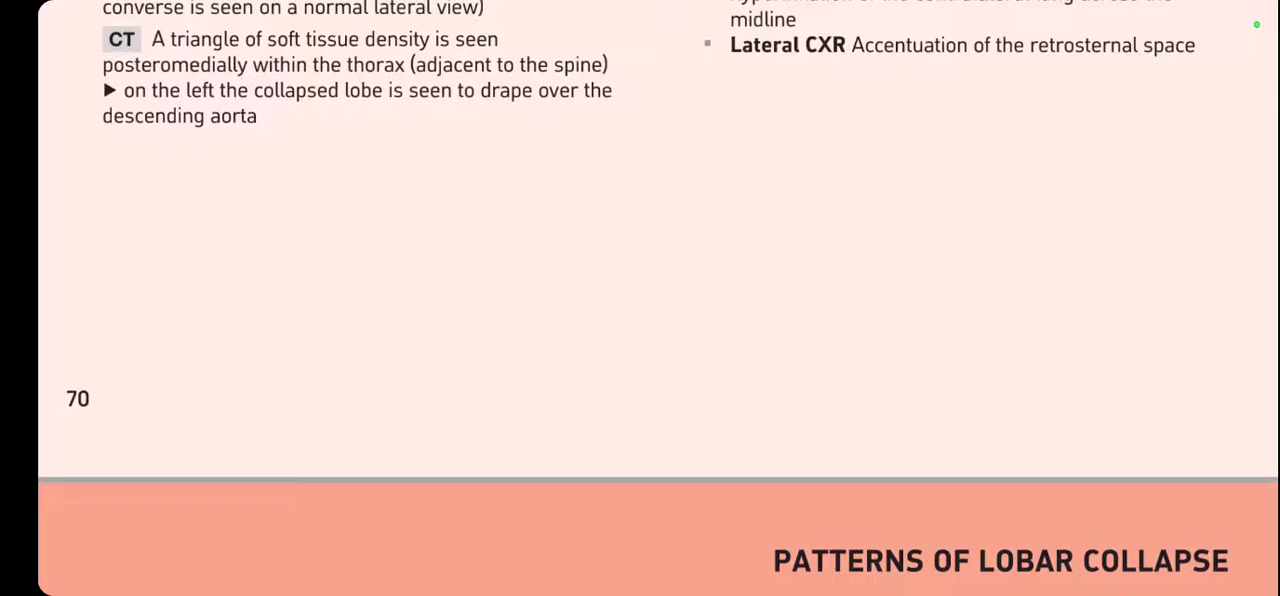 converse is seen on a normal lateral view)
CT A triangle of soft tissue density is seen
posteromedially within the thorax (adjacent to the spine)
▶ on the left the collapsed lobe is seen to drape over the
descending aorta
midline
▪ Lateral CXR Accentuation of the retrosternal space
70
PATTERNS OF LOBAR COLLAPSE